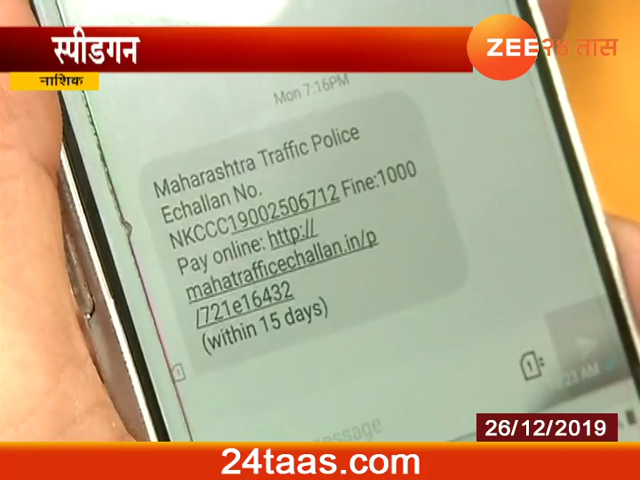 स्पीडगन
ZEE २४ तास
नाशिक
Mon 7:16PM
Maharashtra Traffic Police
Echallan No.
NKCCC19002506712 Fine:1000
Pay online: http://
mahatrafficechallan.in/p
/721e16432
(within 15 days)
26/12/2019
24taas.com